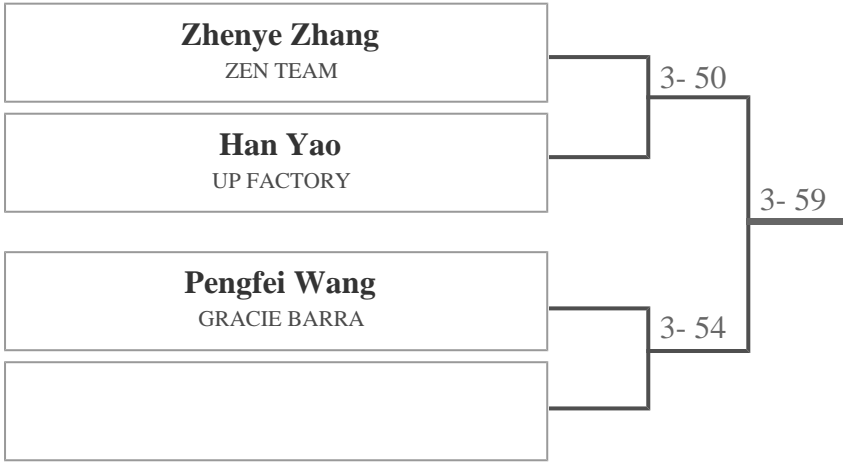 Zhenye Zhang
ZEN TEAM
3- 50
Han Yao
UP FACTORY
3- 59
Pengfei Wang
GRACIE BARRA
3- 54